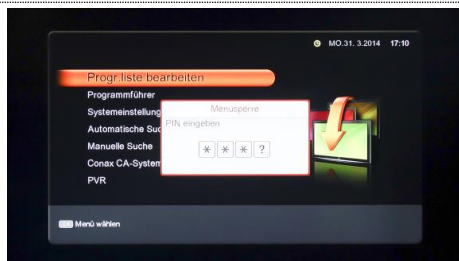 MO.31. 3.2014 17:10
Progr.liste bearbeiten
Programmführer
Systemeinstellung
Menüsperre
Automatische Suc
PIN eingeben
Manuelle Suche
* * * ?
Conax CA-System
PVR
Menü wählen